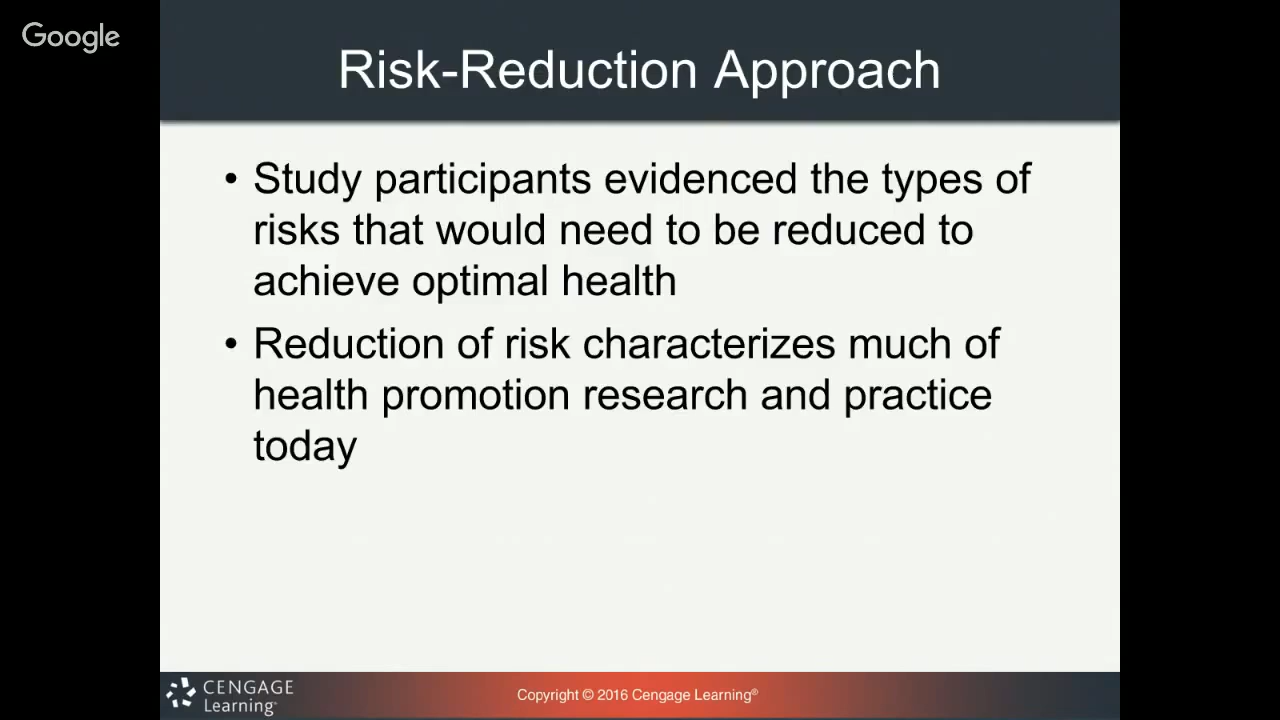 Google
Risk-Reduction Approach
• Study participants evidenced the types of
risks that would need to be reduced to
achieve optimal health
• Reduction of risk characterizes much of
health promotion research and practice
today
CENGAGE
Learning™
Copyright © 2016 Cengage Learning®